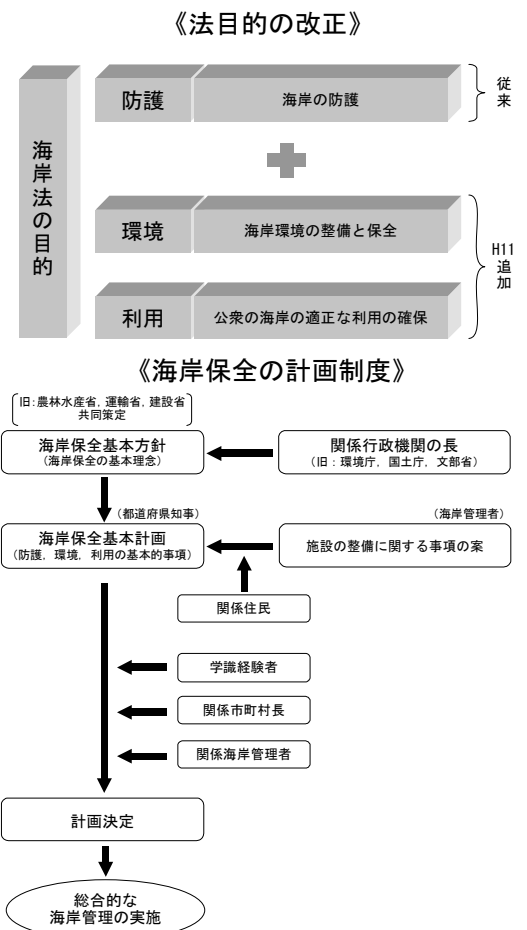 《法目的の改正》
海岸法の目的
防護
海岸の防護
従来
環境
海岸環境の整備と保全
利用
公衆の海岸の適正な利用の確保
H11
追加
《海岸保全の計画制度》
旧:農林水産省，運輸省，建設省
共同策定
海岸保全基本方針
(海岸保全の基本理念)
関係行政機関の長
(旧：環境庁，国土庁，文部省)
(都道府県知事)
(海岸管理者)
海岸保全基本計画
(防護，環境，利用の基本的事項)
施設の整備に関する事項の案
関係住民
学識経験者
関係市町村長
関係海岸管理者
計画決定
総合的な
海岸管理の実施